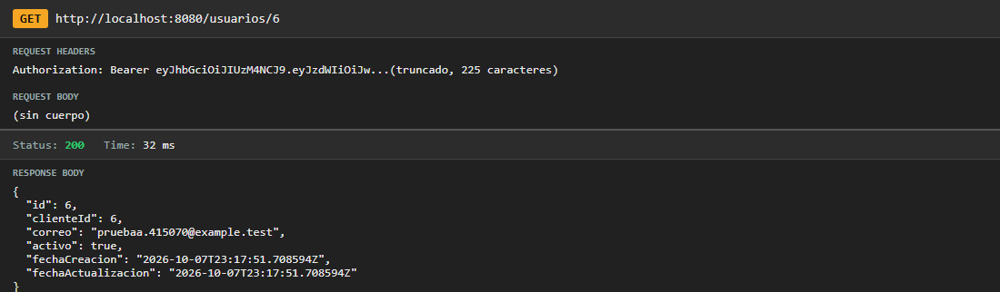 GET http://localhost:8080/usuarios/6
REQUEST HEADERS
Authorization: Bearer eyJhbGciOiJIUzM4NCJ9.eyJzdWIiOiJw...(truncado, 225 caracteres)
REQUEST BODY
(sin cuerpo)
Status: 200 Time: 32 ms
RESPONSE BODY
{
"id": 6,
"clienteId": 6,
"correo": "pruebaa.415070@example.test",
"activo": true,
"fechaCreacion": "2026-10-07T23:17:51.708594Z",
"fechaActualizacion": "2026-10-07T23:17:51.708594Z"
}